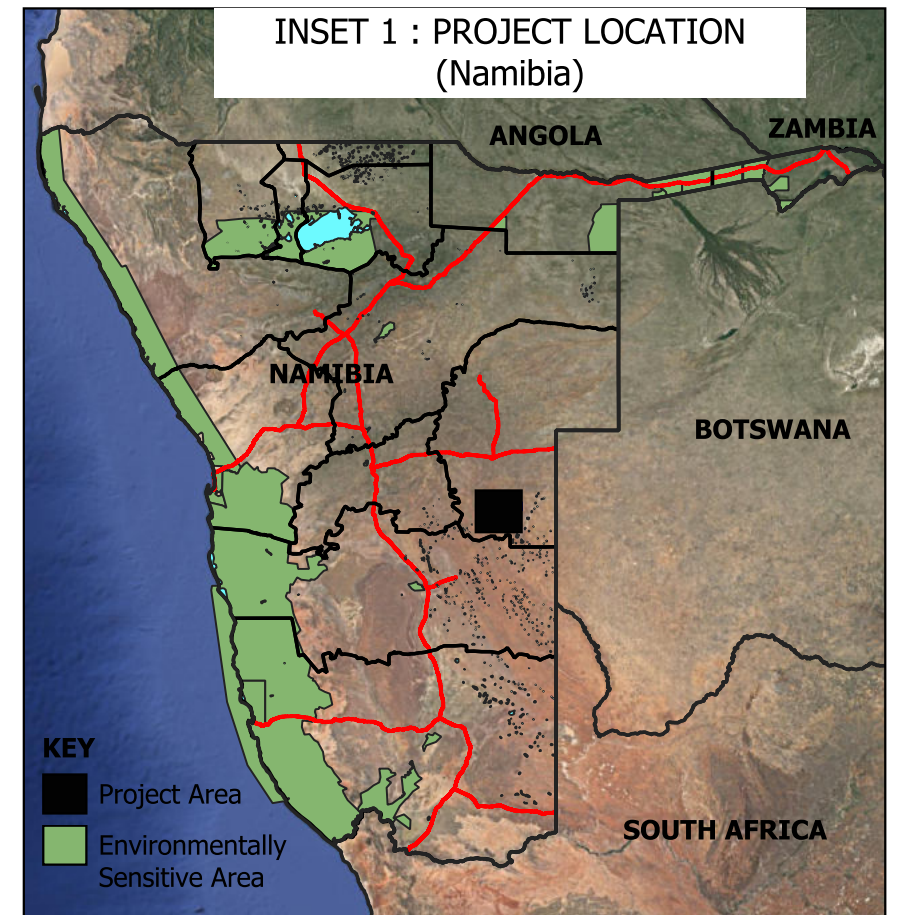 INSET 1 : PROJECT LOCATION
(Namibia)
ANGOLA
ZAMBIA
NAMIBIA
BOTSWANA
SOUTH AFRICA
KEY
Project Area
Environmentally
Sensitive Area